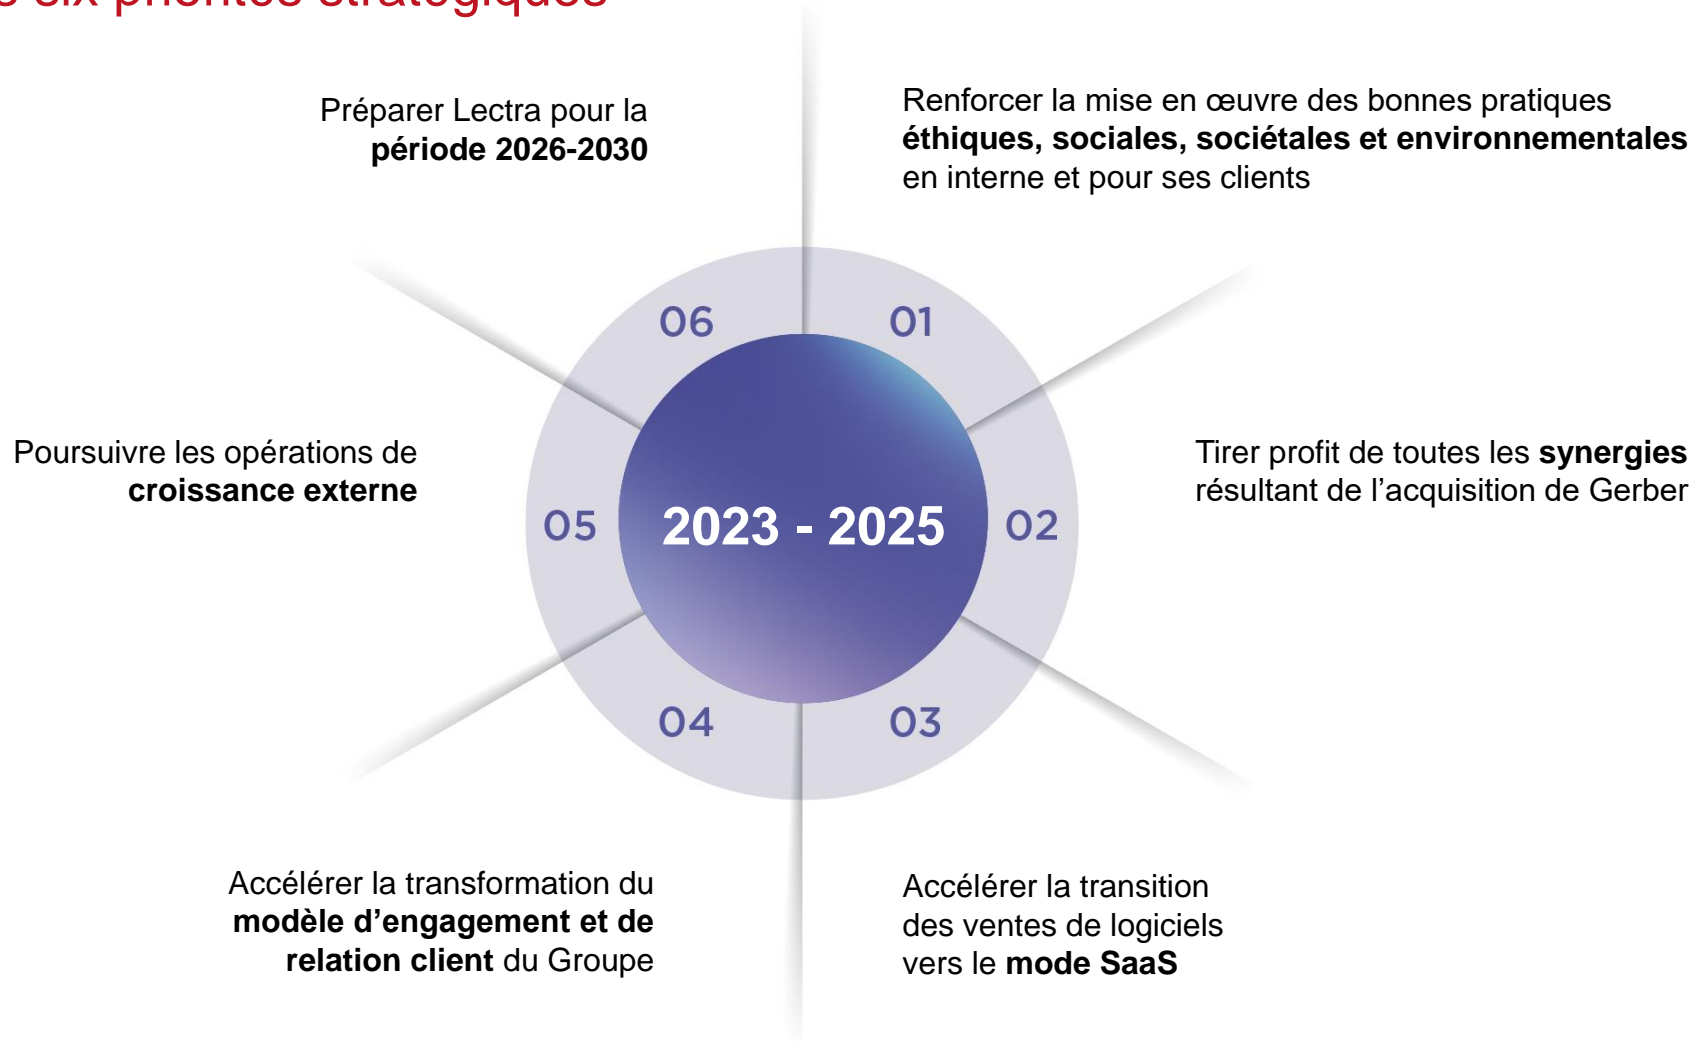 six priorités stratégiques
Préparer Lectra pour la
période 2026-2030
Renforcer la mise en œuvre des bonnes pratiques
éthiques, sociales, sociétales et environnementales
en interne et pour ses clients
06
01
Poursuivre les opérations de
croissance externe
Tirer profit de toutes les synergies
résultant de l’acquisition de Gerber
05
2023 - 2025
02
04
03
Accélérer la transformation du
modèle d’engagement et de
relation client du Groupe
Accélérer la transition
des ventes de logiciels
vers le mode SaaS